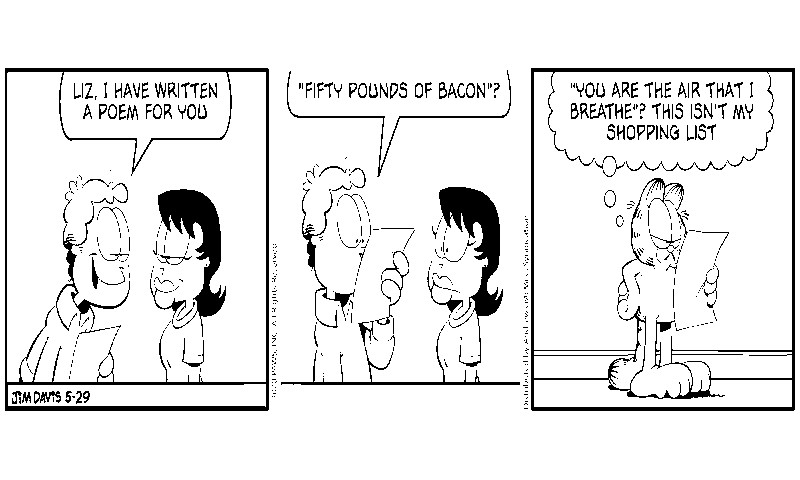 LIZ, I HAVE WRITTEN
A POEM FOR YOU
"FIFTY POUNDS OF BACON"?
"YOU ARE THE AIR THAT I
BREATHE"? THIS ISN'T MY
SHOPPING LIST
JIM DAVIS 5-29